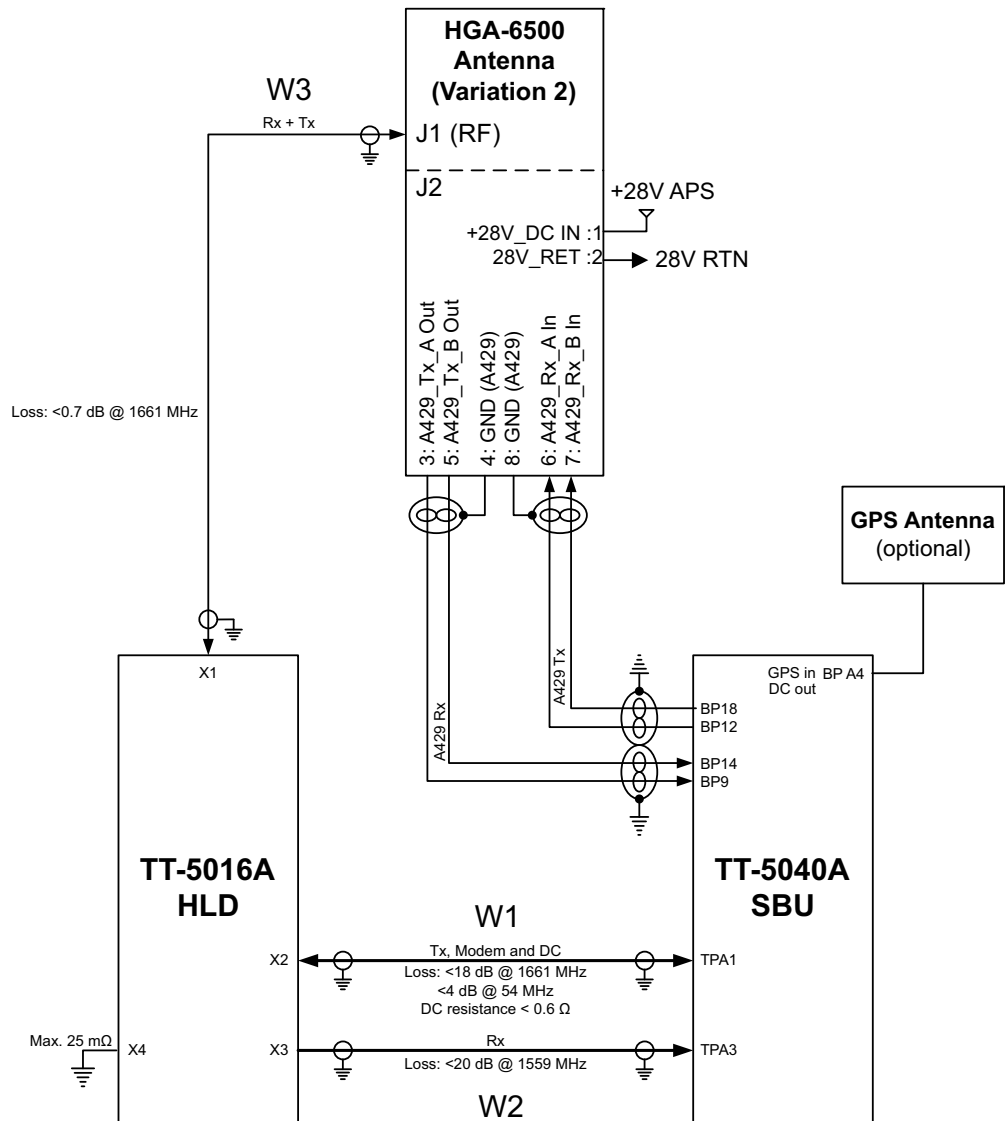 HGA-6500
Antenna
(Variation 2)
W3
Rx + Tx
J1 (RF)
J2
+28V APS
+28V_DC IN :1
28V_RET :2
28V RTN
3: A429_Tx_A Out
5: A429_Tx_B Out
4: GND (A429)
8: GND (A429)
6: A429_Rx_A In
7: A429_Rx_B In
Loss: <0.7 dB @ 1661 MHz
GPS Antenna
(optional)
X1
A429 Rx
A429 Tx
GPS in BP A4
DC out
BP18
BP12
BP14
BP9
TT-5016A
HLD
TT-5040A
SBU
W1
X2
Tx, Modem and DC
TPA1
Loss: <18 dB @ 1661 MHz
<4 dB @ 54 MHz
DC resistance < 0.6 Ω
Max. 25 mΩ
X4
X3
Rx
TPA3
Loss: <20 dB @ 1559 MHz
W2